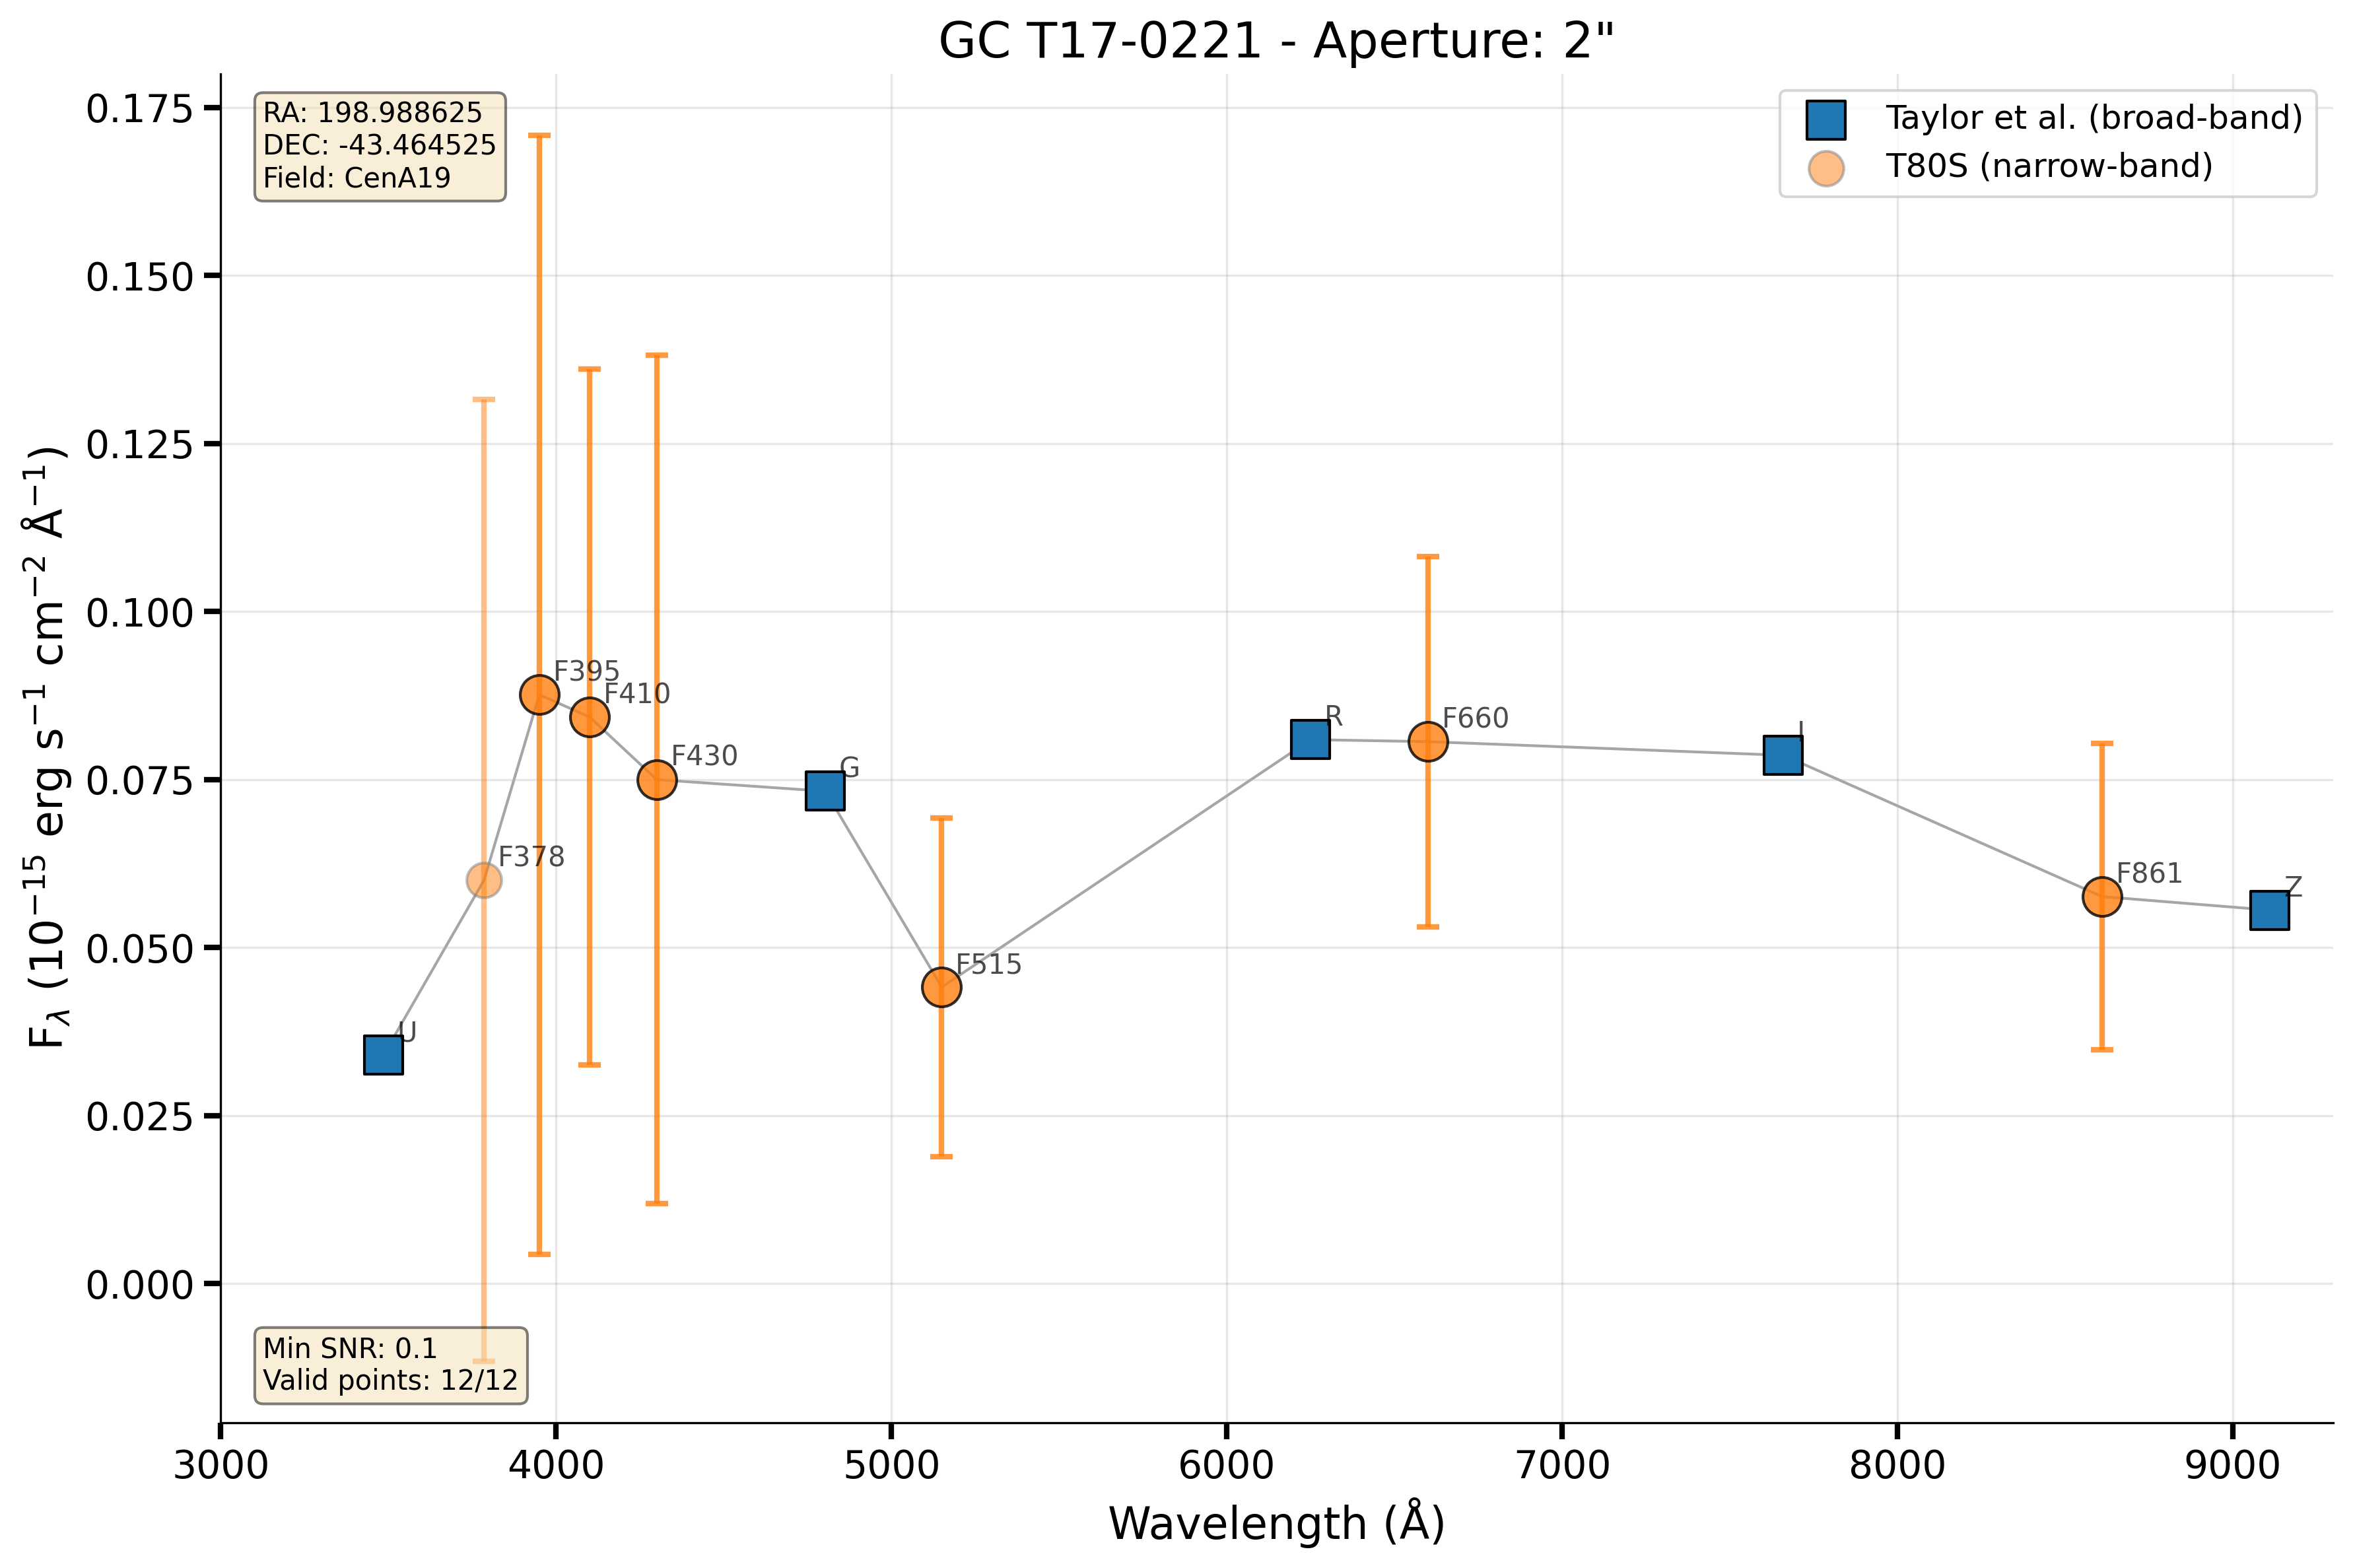 GC T17-0221 - Aperture: 2"
RA: 198.988625
DEC: -43.464525
Field: CenA19
Taylor et al. (broad-band)
T80S (narrow-band)
0.175
0.150
0.125
0.100
0.075
0.050
0.025
0.000
F_λ (10⁻¹⁵ erg s⁻¹ cm⁻² Å⁻¹)
U
F378
F395
F410
F430
G
F515
R
F660
I
F861
Z
Min SNR: 0.1
Valid points: 12/12
3000 4000 5000 6000 7000 8000 9000
Wavelength (Å)